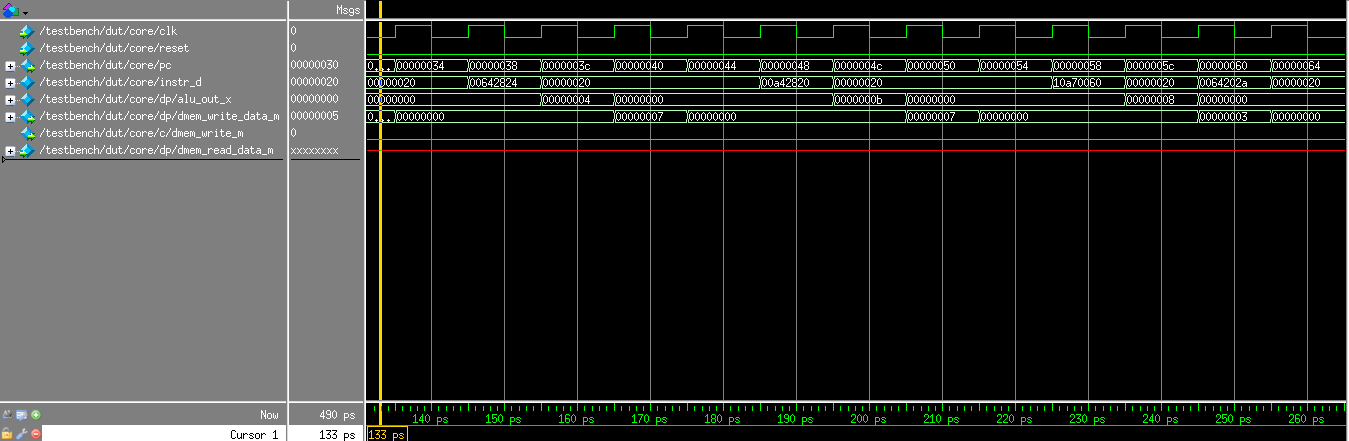 Msgs
/testbench/dut/core/clk 0
/testbench/dut/core/reset 0
/testbench/dut/core/pc 00000030 0... 00000034 00000038 0000003c 00000040 00000044 00000048 0000004c 00000050 00000054 00000058 0000005c 00000060 00000064
/testbench/dut/core/instr_d 00000020 00000020 00642824 00000020 00a42820 00000020 10a70060 00000020 0064202a 00000020
/testbench/dut/core/dp/alu_out_x 00000000 00000000 00000004 00000000 0000000b 00000000 00000008 00000000
/testbench/dut/core/dp/dmem_write_data_m 00000005 0... 00000000 00000007 00000000 00000007 00000000 00000003 00000000
/testbench/dut/core/c/dmem_write_m 0
/testbench/dut/core/dp/dmem_read_data_m xxxxxxxx
Now 490 ps 140 ps 150 ps 160 ps 170 ps 180 ps 190 ps 200 ps 210 ps 220 ps 230 ps 240 ps 250 ps 260 ps
Cursor 1 133 ps 133 ps